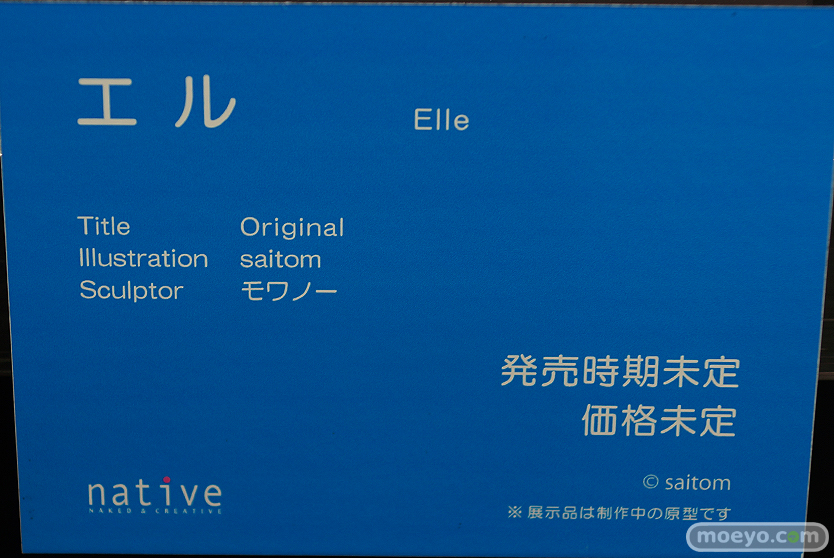 エル Elle
Title Original
Illustration saitom
Sculptor モワノー
発売時期未定
価格未定
© saitom
native
NAKED & CREATIVE
※展示品は制作中の原型です
moeyo.com